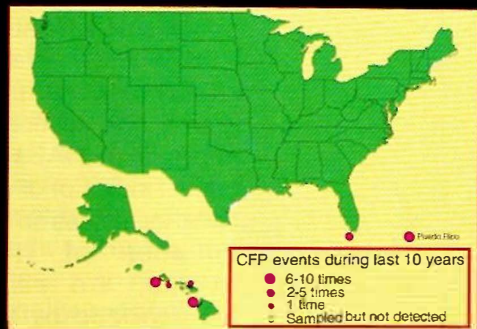 Puerto Rico
CFP events during last 10 years
6-10 times
2-5 times
1 time
Sampled but not detected